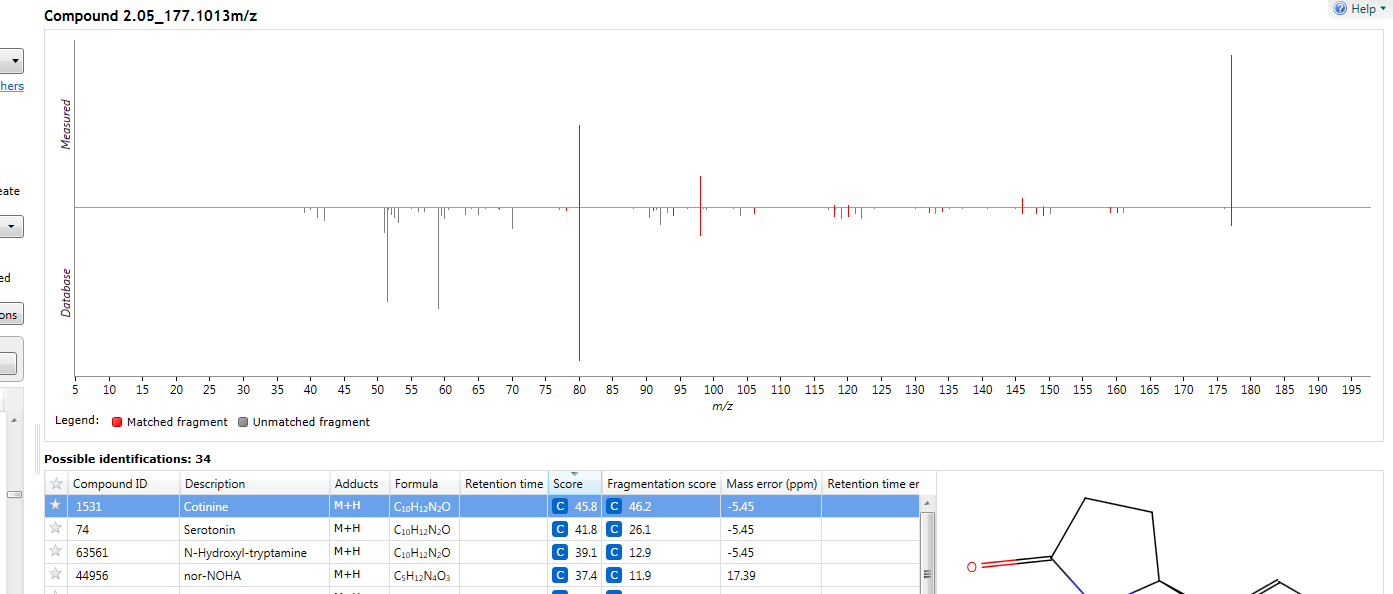 Compound 2.05_177.1013m/z
Help
hers
Measured
eate
ed
Database
ons
5 10 15 20 25 30 35 40 45 50 55 60 65 70 75 80 85 90 95 100 105 110 115 120 125 130 135 140 145 150 155 160 165 170 175 180 185 190 195
m/z
Legend: Matched fragment Unmatched fragment
Possible identifications: 34
Compound ID Description Adducts Formula Retention time Score Fragmentation score Mass error (ppm) Retention time er
1531 Cotinine M+H C₁₀H₁₂N₂O C 45.8 C 46.2 -5.45
74 Serotonin M+H C₁₀H₁₂N₂O C 41.8 C 26.1 -5.45
63561 N-Hydroxyl-tryptamine M+H C₁₀H₁₂N₂O C 39.1 C 12.9 -5.45
44956 nor-NOHA M+H C₅H₁₂N₄O₃ C 37.4 C 11.9 17.39
O